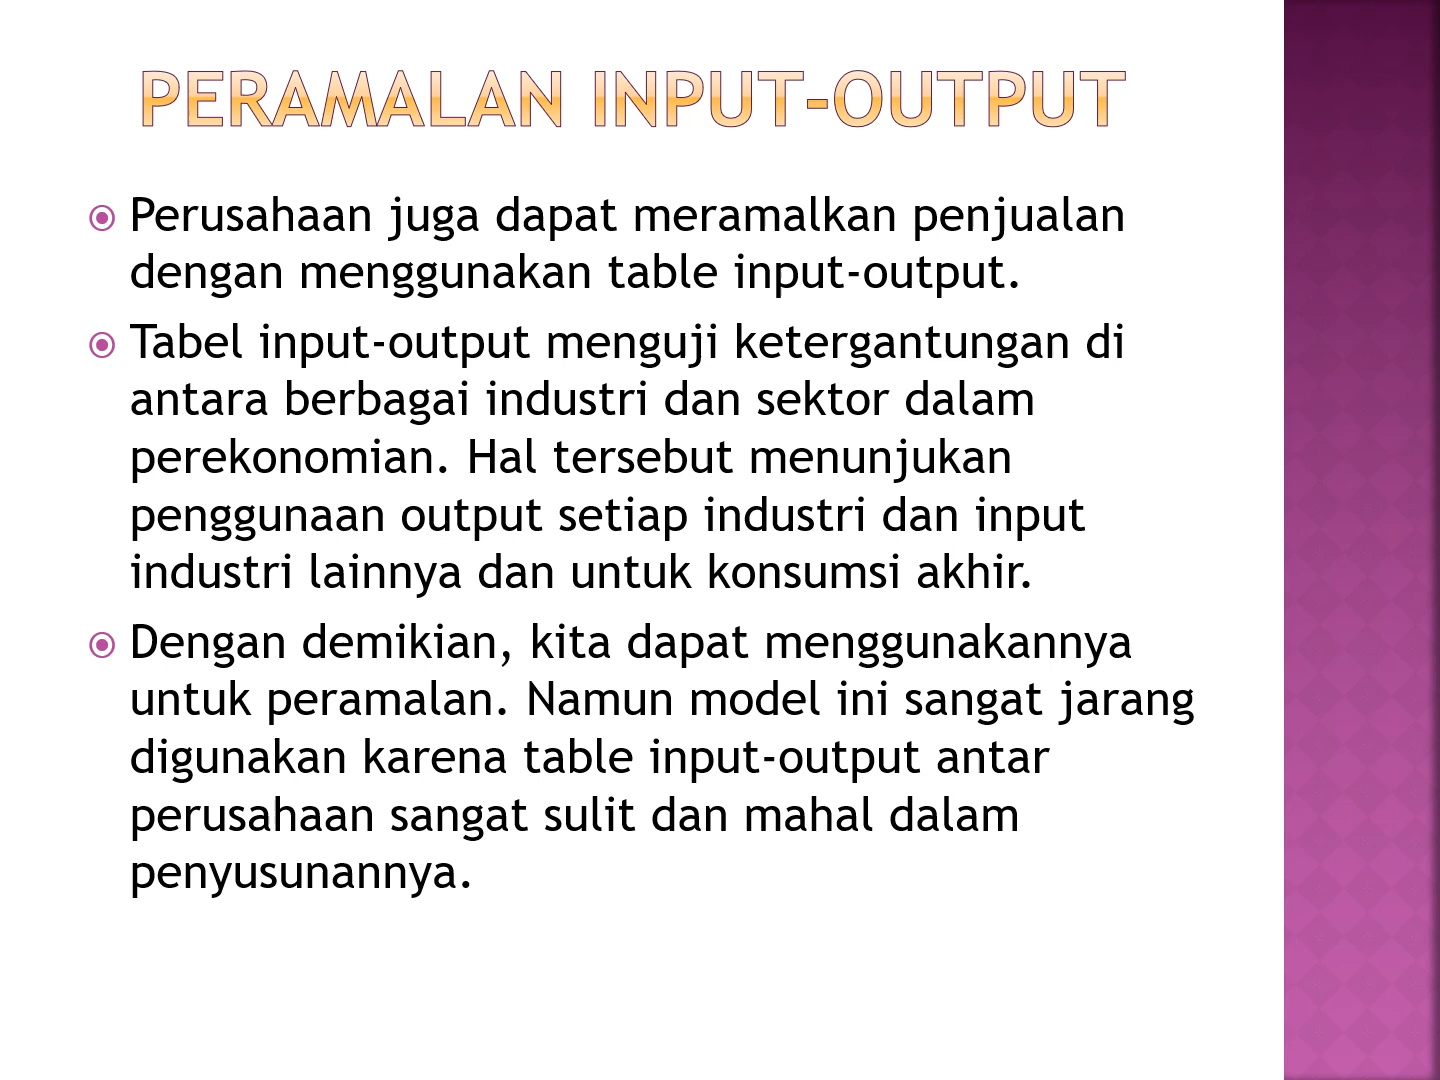 PERAMALAN INPUT-OUTPUT
Perusahaan juga dapat meramalkan penjualan
dengan menggunakan table input-output.
Tabel input-output menguji ketergantungan di
antara berbagai industri dan sektor dalam
perekonomian. Hal tersebut menunjukan
penggunaan output setiap industri dan input
industri lainnya dan untuk konsumsi akhir.
Dengan demikian, kita dapat menggunakannya
untuk peramalan. Namun model ini sangat jarang
digunakan karena table input-output antar
perusahaan sangat sulit dan mahal dalam
penyusunannya.